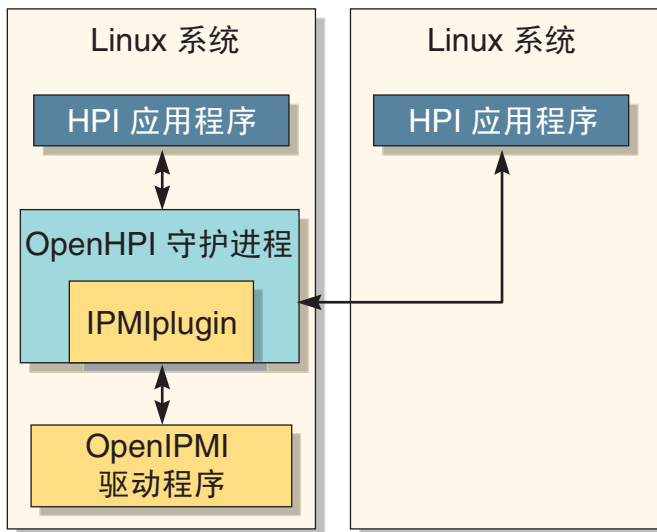 Linux 系统
HPI 应用程序
OpenHPI 守护进程
IPMIplugin
OpenIPMI
驱动程序
Linux 系统
HPI 应用程序